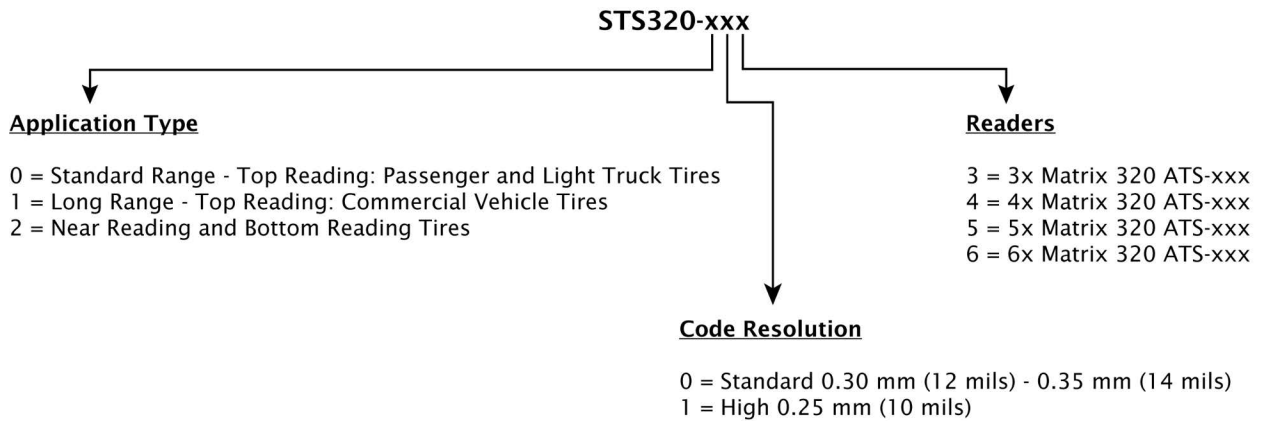 STS320-xxx
Application Type
0 = Standard Range - Top Reading: Passenger and Light Truck Tires
1 = Long Range - Top Reading: Commercial Vehicle Tires
2 = Near Reading and Bottom Reading Tires
Readers
3 = 3x Matrix 320 ATS-xxx
4 = 4x Matrix 320 ATS-xxx
5 = 5x Matrix 320 ATS-xxx
6 = 6x Matrix 320 ATS-xxx
Code Resolution
0 = Standard 0.30 mm (12 mils) - 0.35 mm (14 mils)
1 = High 0.25 mm (10 mils)